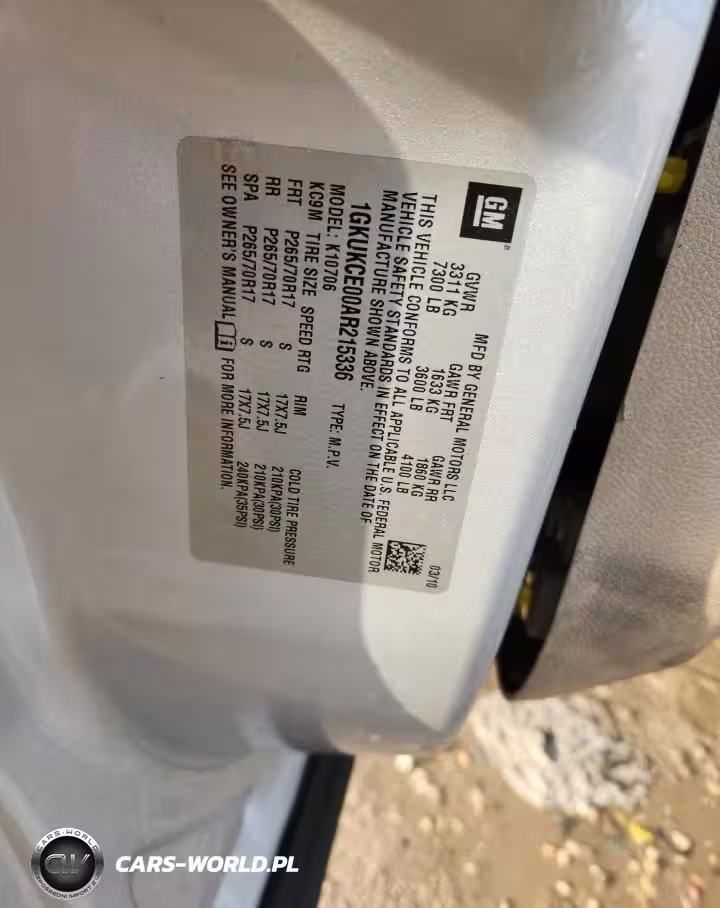 GM
MFD BY GENERAL MOTORS LLC
03/10
GVWR GAWR FRT GAWR RR
3311 KG 1633 KG 1860 KG
7300 LB 3600 LB 4100 LB
THIS VEHICLE CONFORMS TO ALL APPLICABLE U.S. FEDERAL MOTOR
VEHICLE SAFETY STANDARDS IN EFFECT ON THE DATE OF
MANUFACTURE SHOWN ABOVE.
1GKUKCE00AR215336 TYPE: M.P.V.
MODEL: K10706
KC9M TIRE SIZE SPEED RTG RIM COLD TIRE PRESSURE
FRT P265/70R17 S 17X7.5J 210KPA(30PSI)
RR P265/70R17 S 17X7.5J 210KPA(30PSI)
SPA P265/70R17 S 17X7.5J 240KPA(35PSI)
SEE OWNER'S MANUAL FOR MORE INFORMATION.
CARS-WORLD
CW
CARS-WORLD.PL